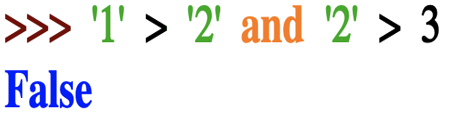 >>> '1' > '2' and '2' > 3
False